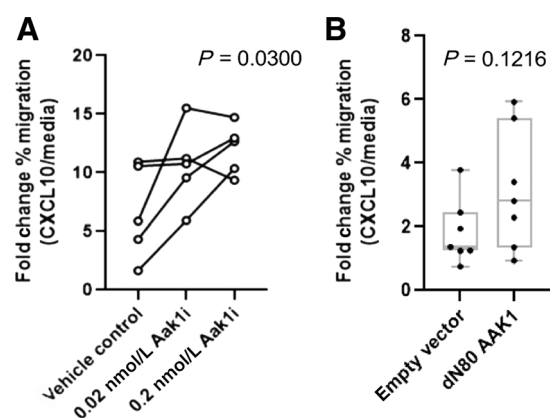 A
P = 0.0300
Fold change % migration
(CXCL10/media)
20
15
10
5
0
Vehicle control
0.02 nmol/L Aak1i
0.2 nmol/L Aak1i
B
P = 0.1216
Fold change % migration
(CXCL10/media)
8
6
4
2
0
Empty vector
dN80 AAK1